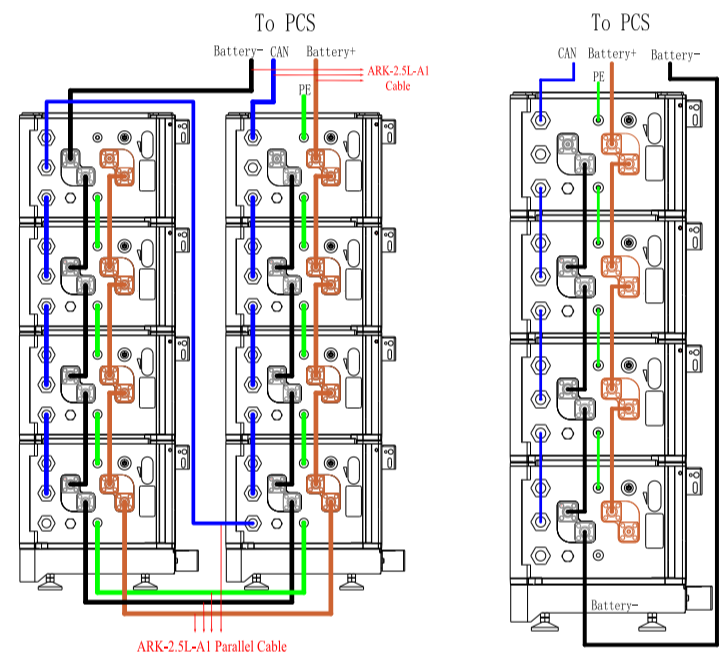 To PCS
Battery- CAN Battery+
ARK-2.5L-A1
Cable
PE
ARK-2.5L-A1 Parallel Cable
To PCS
CAN Battery+ Battery-
PE
Battery-